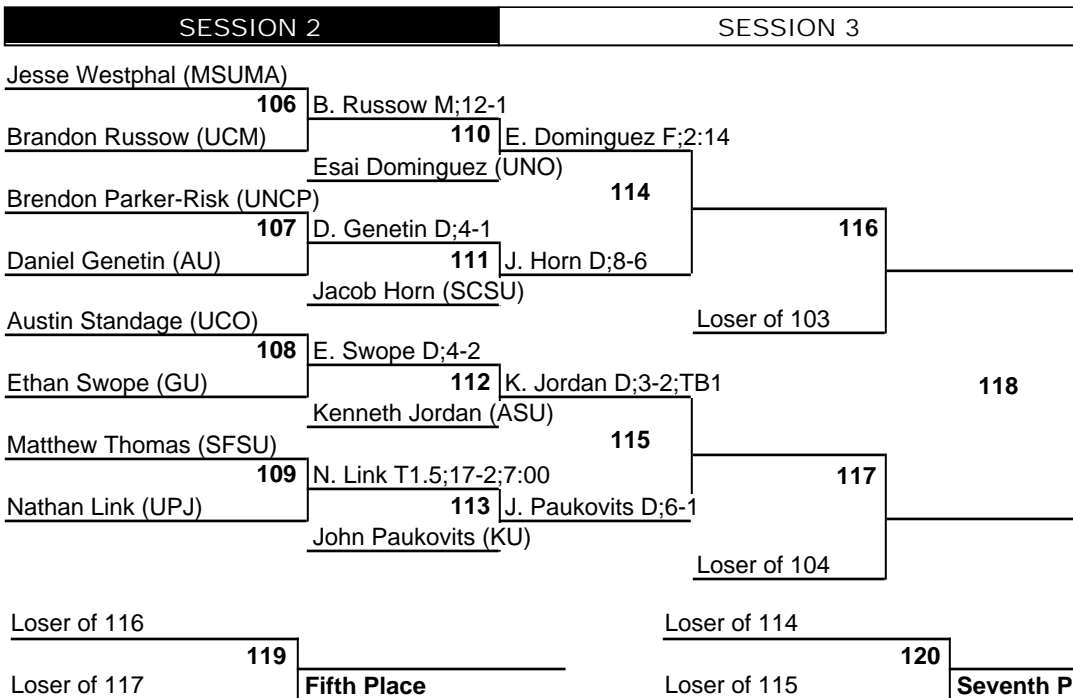 SESSION 2 SESSION 3
Jesse Westphal (MSUMA)
106 B. Russow M;12-1
Brandon Russow (UCM) 110 E. Dominguez F;2:14
Esai Dominguez (UNO)
Brendon Parker-Risk (UNCP) 114
107 D. Genetin D;4-1 116
Daniel Genetin (AU) 111 J. Horn D;8-6
Jacob Horn (SCSU)
Austin Standage (UCO) Loser of 103
108 E. Swope D;4-2
Ethan Swope (GU) 112 K. Jordan D;3-2;TB1 118
Kenneth Jordan (ASU)
Matthew Thomas (SFSU) 115
109 N. Link T1.5;17-2;7:00 117
Nathan Link (UPJ) 113 J. Paukovits D;6-1
John Paukovits (KU)
Loser of 104
Loser of 116 Loser of 114
119 120
Loser of 117 Fifth Place Loser of 115 Seventh P